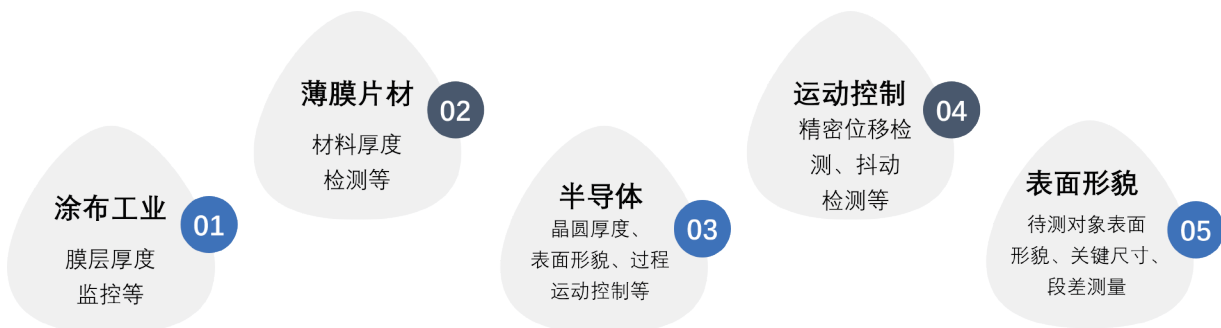 涂布工业
01
膜层厚度
监控等
薄膜片材
02
材料厚度
检测等
半导体
03
晶圆厚度、
表面形貌、过程
运动控制等
运动控制
04
精密位移检
测、抖动
检测等
表面形貌
05
待测对象表面
形貌、关键尺寸、
段差测量